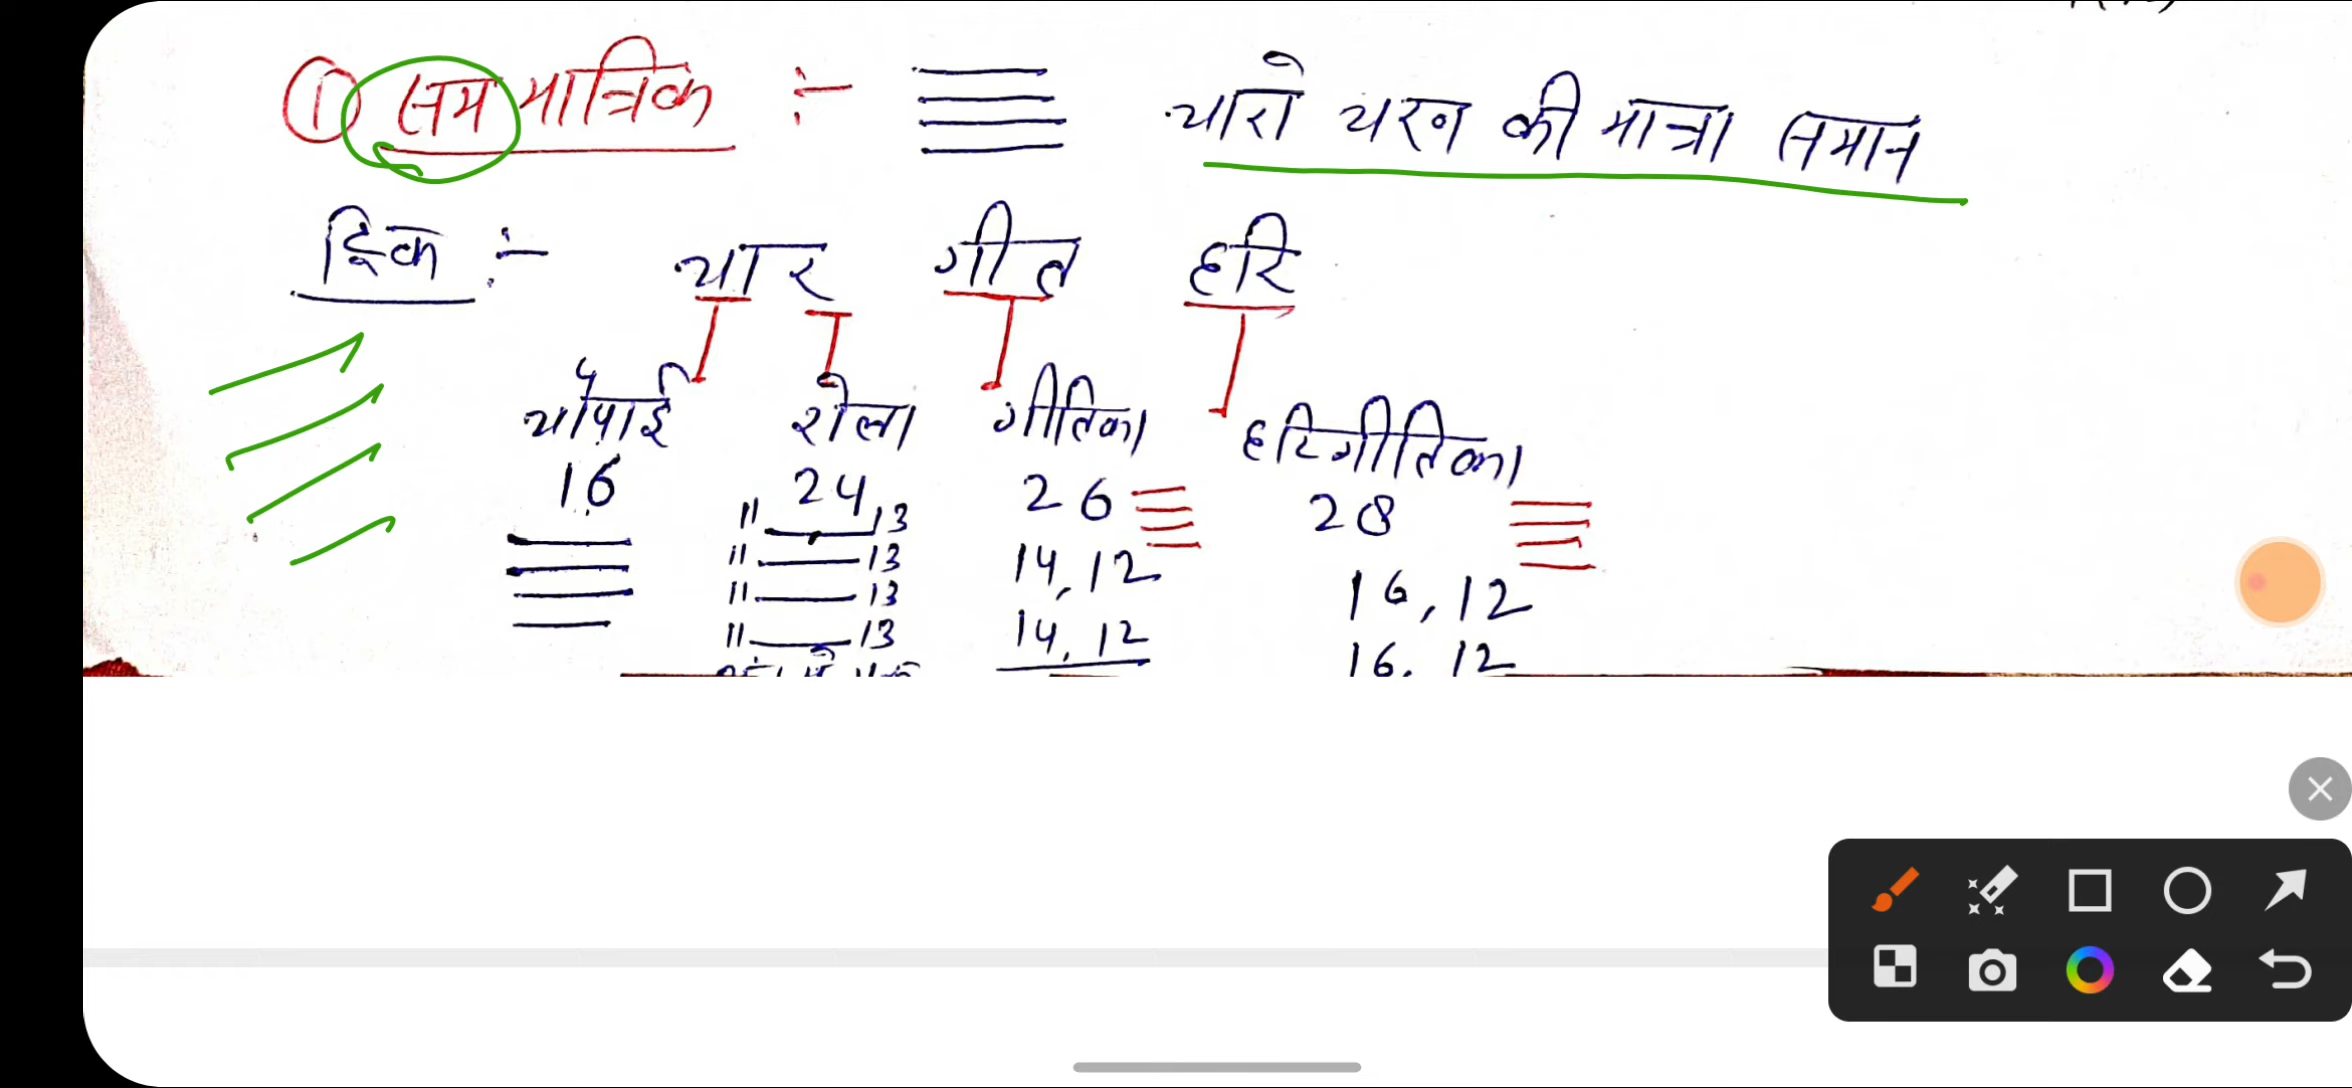 ① सम मात्रिक :- चारो चरन की मात्रा समान
ट्रिक :- चार गीत हरि
चौपाई रोला गीतिका हरिगीतिका
16 24 26 28
11 13
11 13 14, 12 16, 12
11 13
11 13 14, 12 16, 12